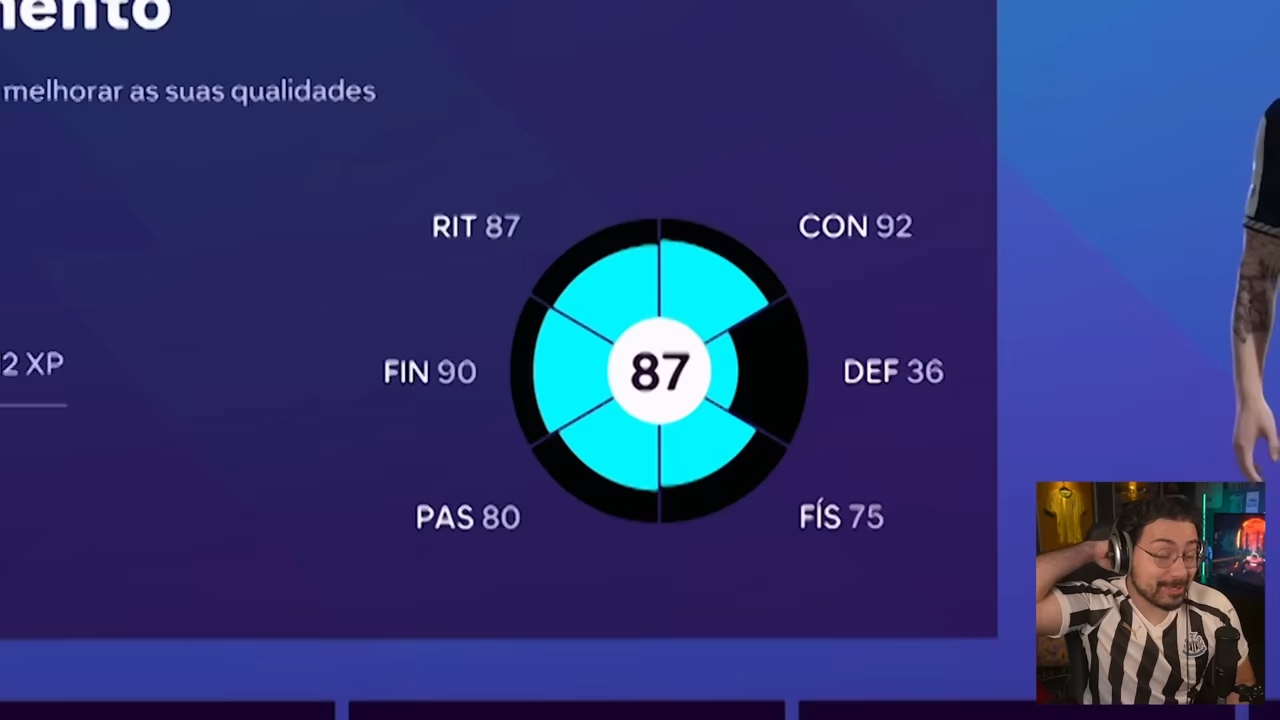 mento
melhorar as suas qualidades
RIT 87
CON 92
2 XP
FIN 90
87
DEF 36
PAS 80
FÍS 75